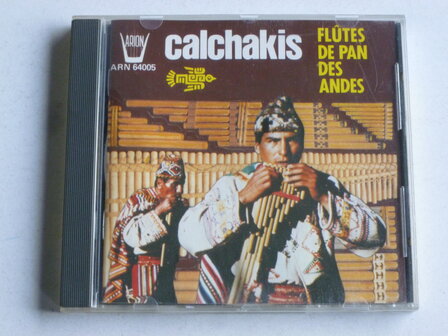 ARION
ARN 64005
calchakis
FLÛTES
DE PAN
DES
ANDES